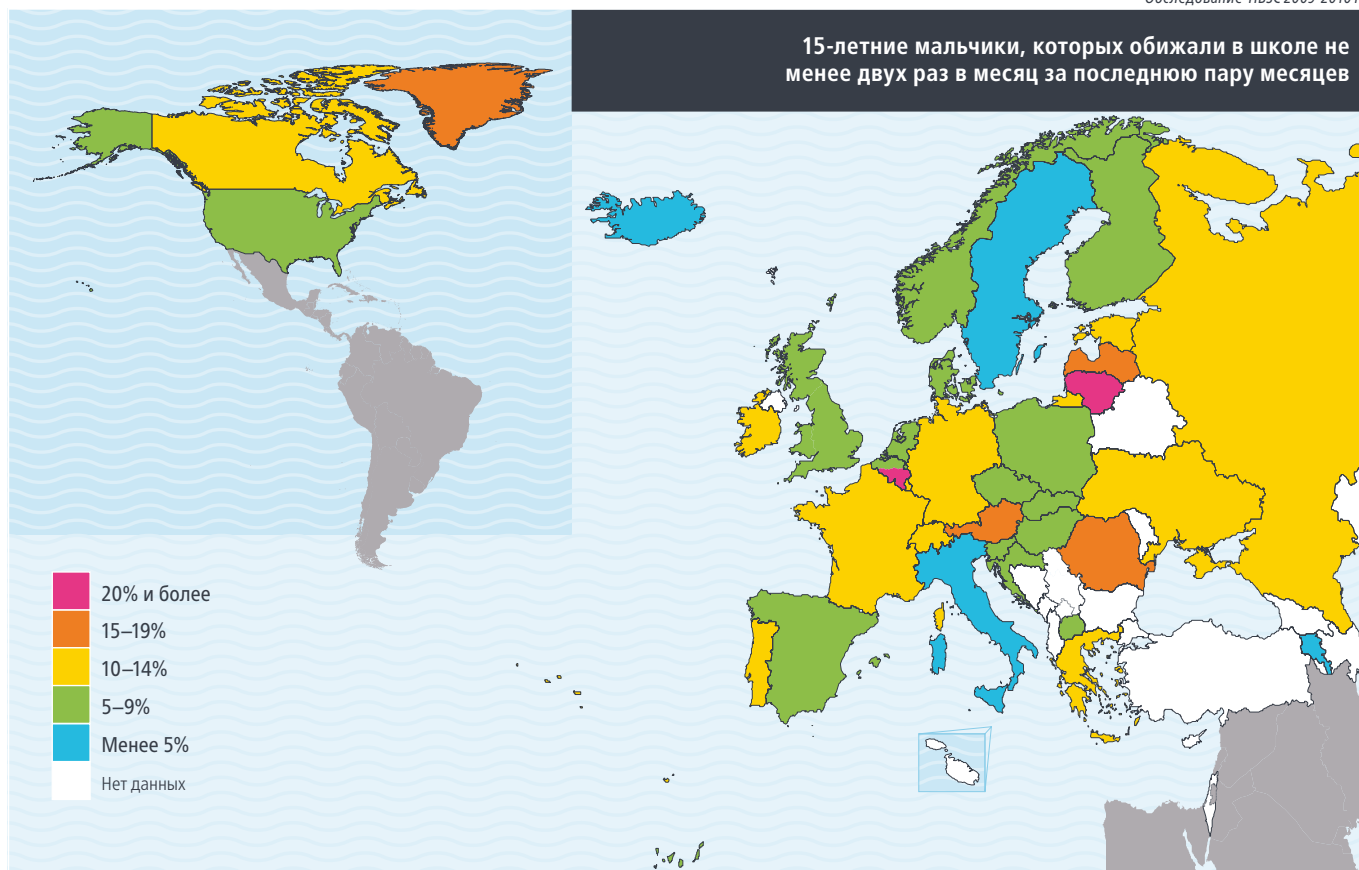 15-летние мальчики, которых обижали в школе не
менее двух раз в месяц за последнюю пару месяцев
20% и более
15–19%
10–14%
5–9%
Менее 5%
Нет данных